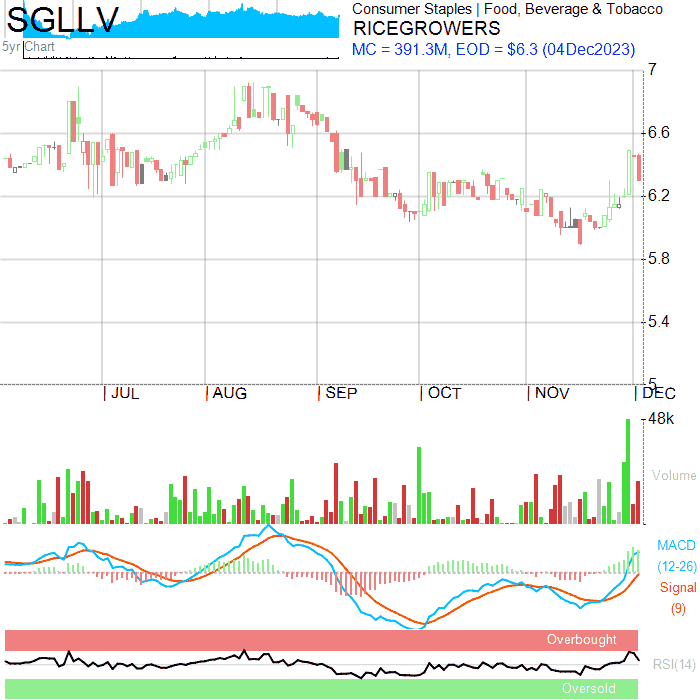 SGLLV
Consumer Staples | Food, Beverage & Tobacco
RICEGROWERS
MC = 391.3M, EOD = $6.3 (04Dec2023)
5yr Chart
7
6.6
6.2
5.8
5.4
5
JUL
AUG
SEP
OCT
NOV
DEC
48k
Volume
MACD
(12-26)
Signal
(9)
Overbought
RSI(14)
Oversold